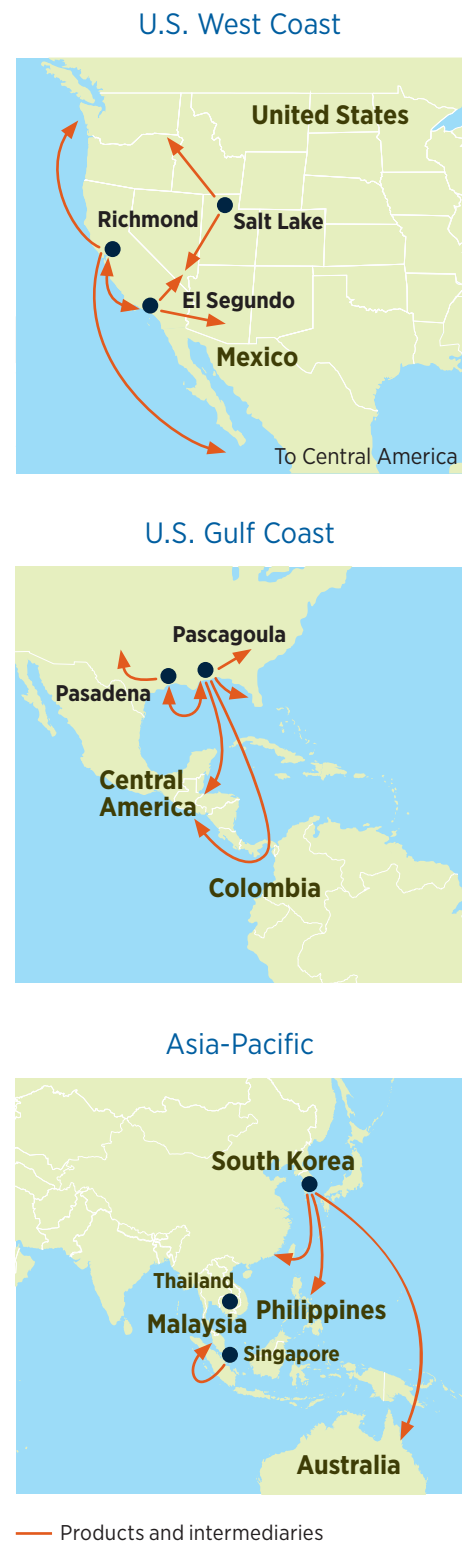 U.S. West Coast
United States
Richmond
Salt Lake
El Segundo
Mexico
To Central America
U.S. Gulf Coast
Pascagoula
Pasadena
Central
America
Colombia
Asia-Pacific
South Korea
Thailand
Philippines
Malaysia
Singapore
Australia
Products and intermediaries